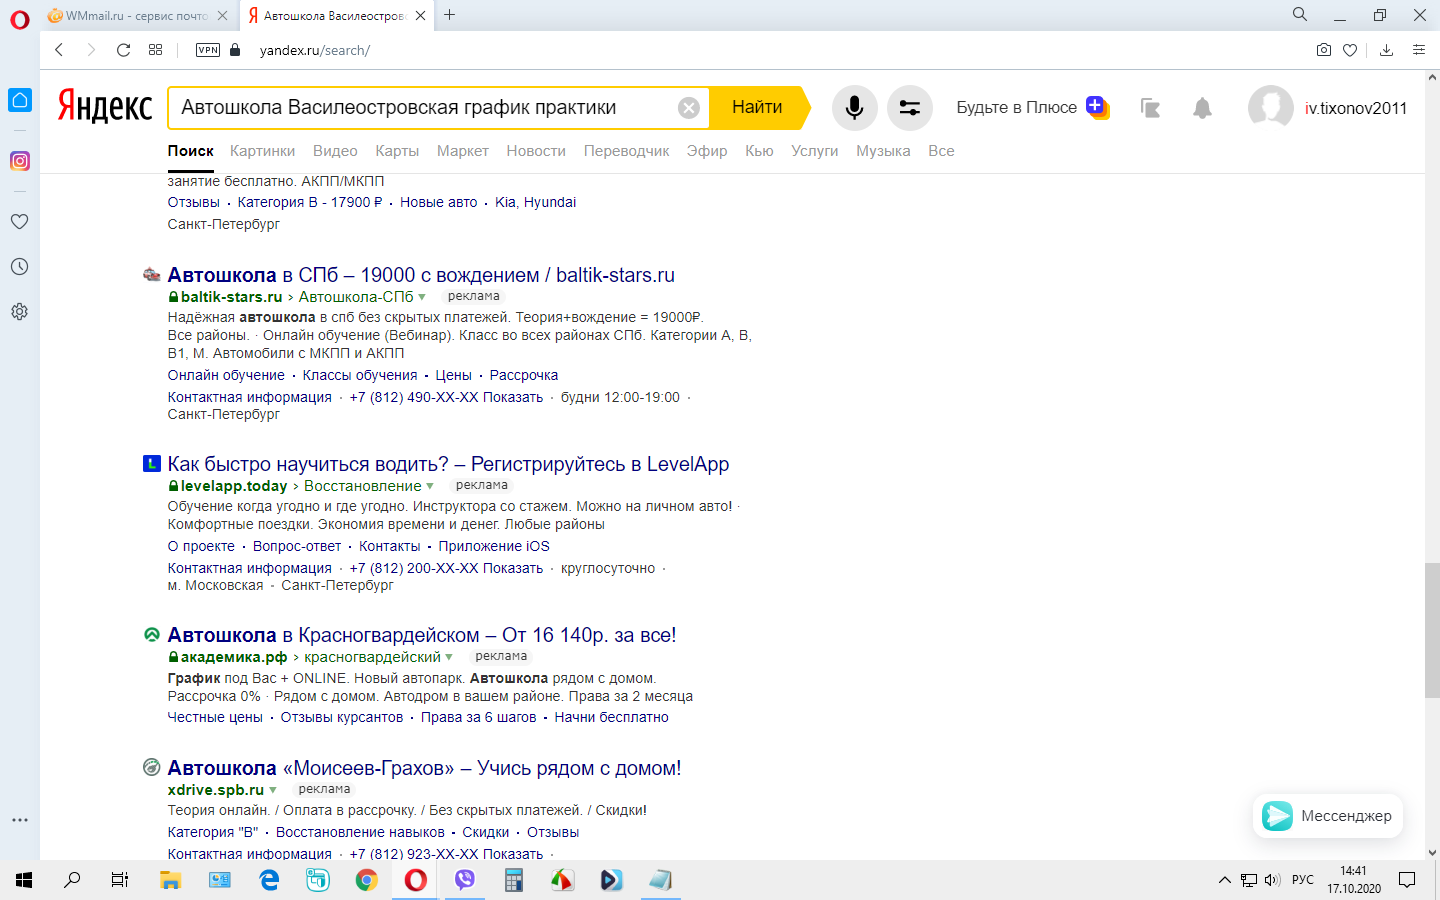 WMmail.ru - сервис почто
Автошкола Василеостровс
VPN
yandex.ru/search/
Яндекс
Автошкола Василеостровская график практики
Найти
Будьте в Плюсе
iv.tixonov2011
Поиск Картинки Видео Карты Маркет Новости Переводчик Эфир Кью Услуги Музыка Все
занятие бесплатно. АКПП/МКПП
Отзывы · Категория B - 17900 ₽ · Новые авто · Kia, Hyundai
Санкт-Петербург
Автошкола в СПб – 19000 с вождением / baltik-stars.ru
baltik-stars.ru › Автошкола-СПб реклама
Надёжная автошкола в спб без скрытых платежей. Теория+вождение = 19000₽.
Все районы. · Онлайн обучение (Вебинар). Класс во всех районах СПб. Категории А, В,
В1, М. Автомобили с МКПП и АКПП
Онлайн обучение · Классы обучения · Цены · Рассрочка
Контактная информация · +7 (812) 490-XX-XX Показать · будни 12:00-19:00 ·
Санкт-Петербург
Как быстро научиться водить? – Регистрируйтесь в LevelApp
levelapp.today › Восстановление реклама
Обучение когда угодно и где угодно. Инструктора со стажем. Можно на личном авто! ·
Комфортные поездки. Экономия времени и денег. Любые районы
О проекте · Вопрос-ответ · Контакты · Приложение iOS
Контактная информация · +7 (812) 200-XX-XX Показать · круглосуточно ·
м. Московская · Санкт-Петербург
Автошкола в Красногвардейском – От 16 140р. за все!
академика.рф › красногвардейский реклама
График под Вас + ONLINE. Новый автопарк. Автошкола рядом с домом.
Рассрочка 0% · Рядом с домом. Автодром в вашем районе. Права за 2 месяца
Честные цены · Отзывы курсантов · Права за 6 шагов · Начни бесплатно
Автошкола «Моисеев-Грахов» – Учись рядом с домом!
xdrive.spb.ru реклама
Теория онлайн. / Оплата в рассрочку. / Без скрытых платежей. / Скидки!
Категория "В" · Восстановление навыков · Скидки · Отзывы
Контактная информация · +7 (812) 923-XX-XX Показать ·
Мессенджер
РУС
14:41
17.10.2020